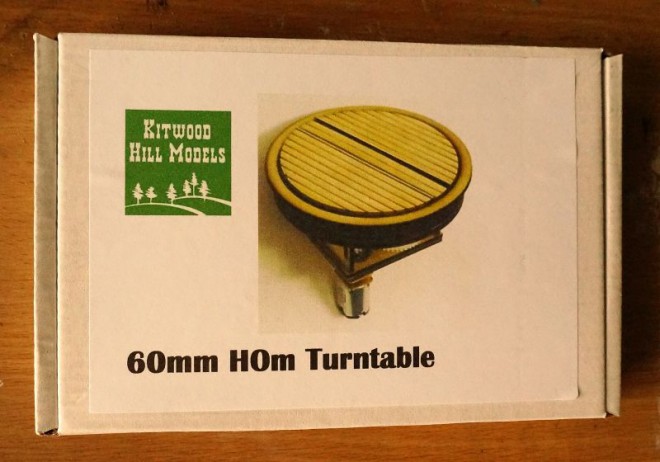 KITWOOD
HILL MODELS
60mm HOm Turntable